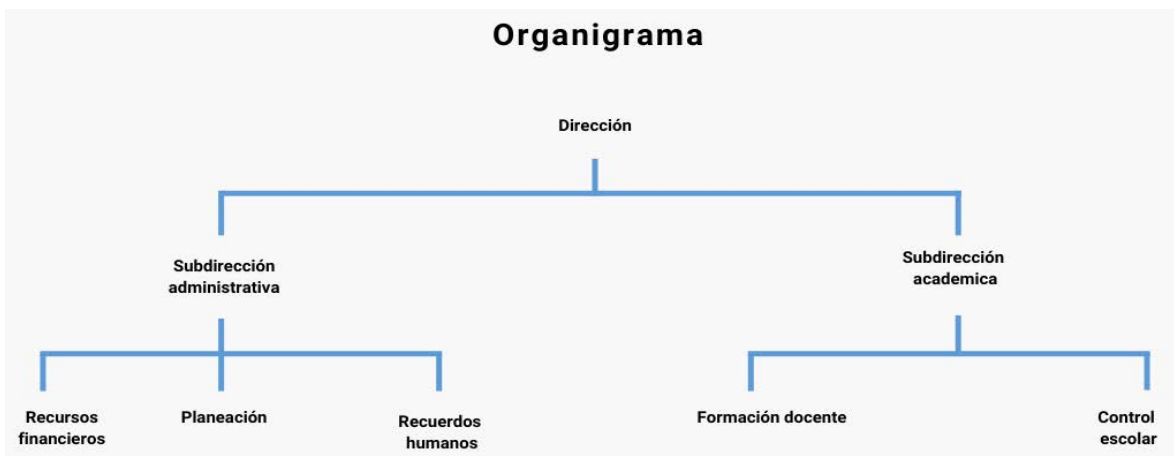 Organigrama
Dirección
Subdirección
administrativa
Subdirección
academica
Recursos
financieros
Planeación
Recuerdos
humanos
Formación docente
Control
escolar